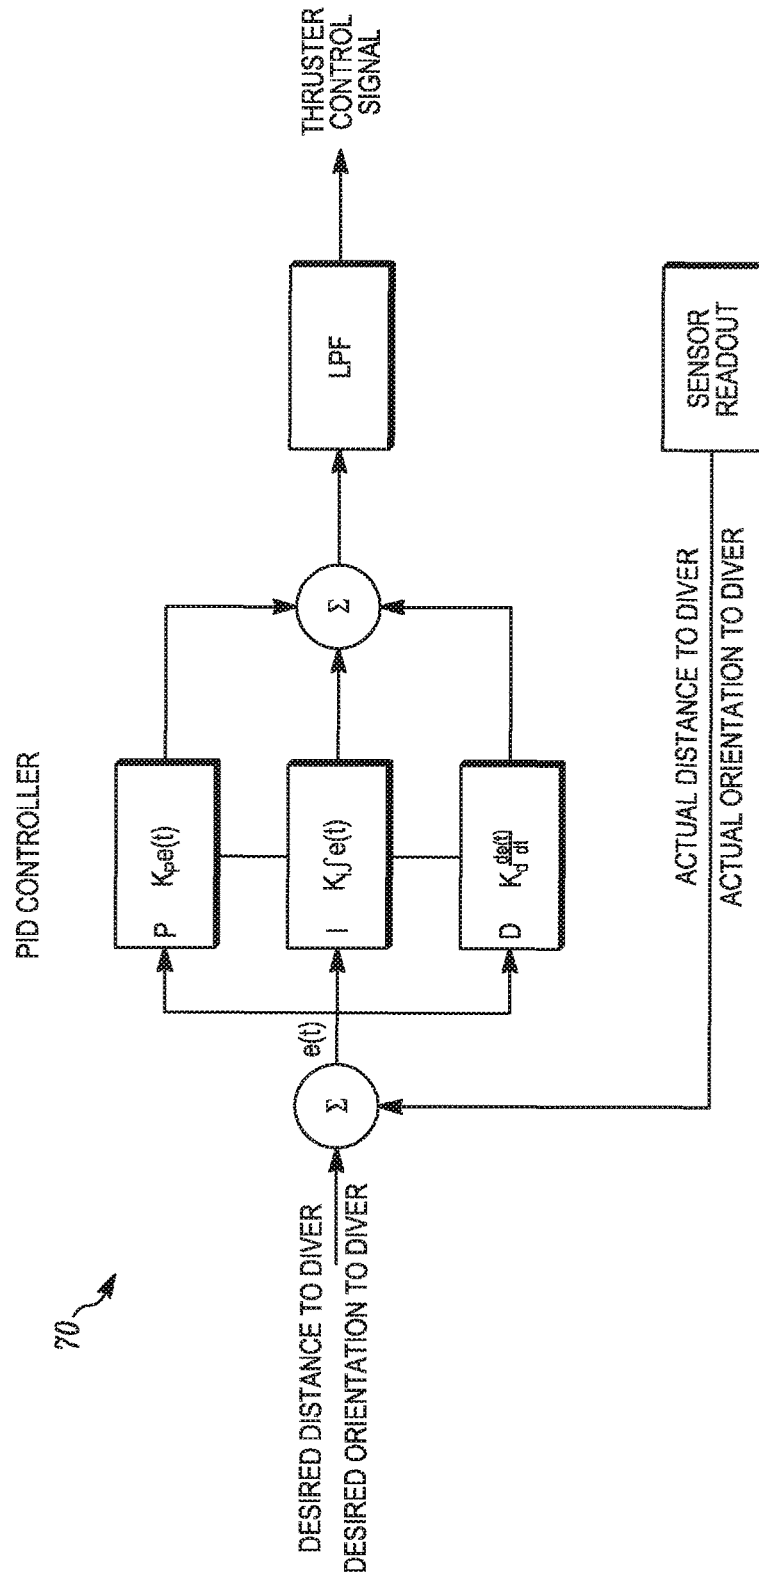 70
PID CONTROLLER
DESIRED DISTANCE TO DIVER
DESIRED ORIENTATION TO DIVER
Σ
e(t)
P
Kpe(t)
I
Ki∫e(t)
D
Kd de(t)/dt
Σ
LPF
THRUSTER
CONTROL
SIGNAL
ACTUAL DISTANCE TO DIVER
ACTUAL ORIENTATION TO DIVER
SENSOR
READOUT